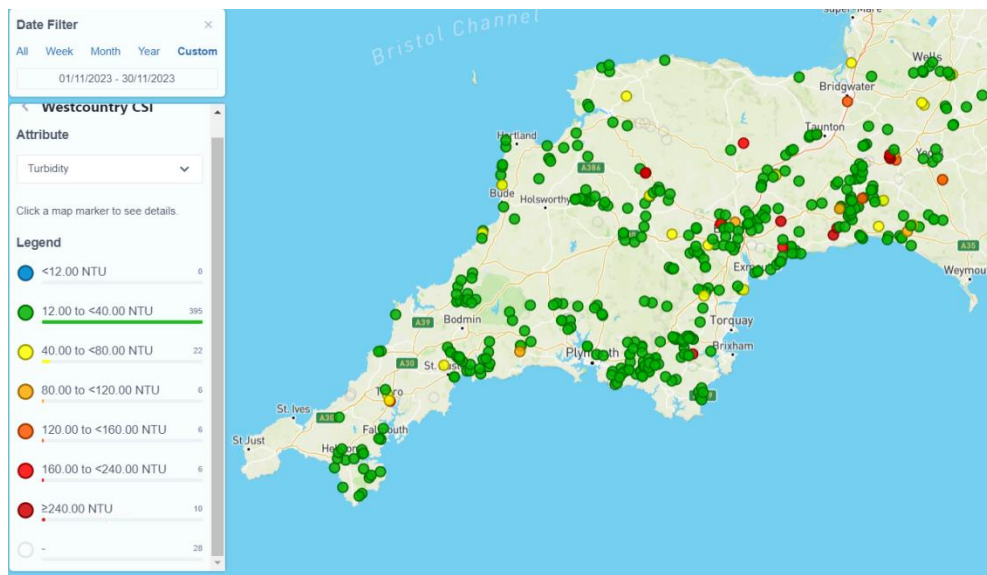 Date Filter
×
All Week Month Year Custom
01/11/2023 - 30/11/2023
Westcountry CSI
Attribute
Turbidity
Click a map marker to see details.
Legend
<12.00 NTU 0
12.00 to <40.00 NTU 395
40.00 to <80.00 NTU 22
80.00 to <120.00 NTU 6
120.00 to <160.00 NTU 6
160.00 to <240.00 NTU 6
≥240.00 NTU 10
- 28
Bristol Channel
Wells
Bridgwater
Taunton
Hartland
A386
Bude
Holsworthy
A35
Weymou
Torquay
Brixham
A39
Bodmin
Plymouth
A30
St. Ives
A30
Falmouth
St Just